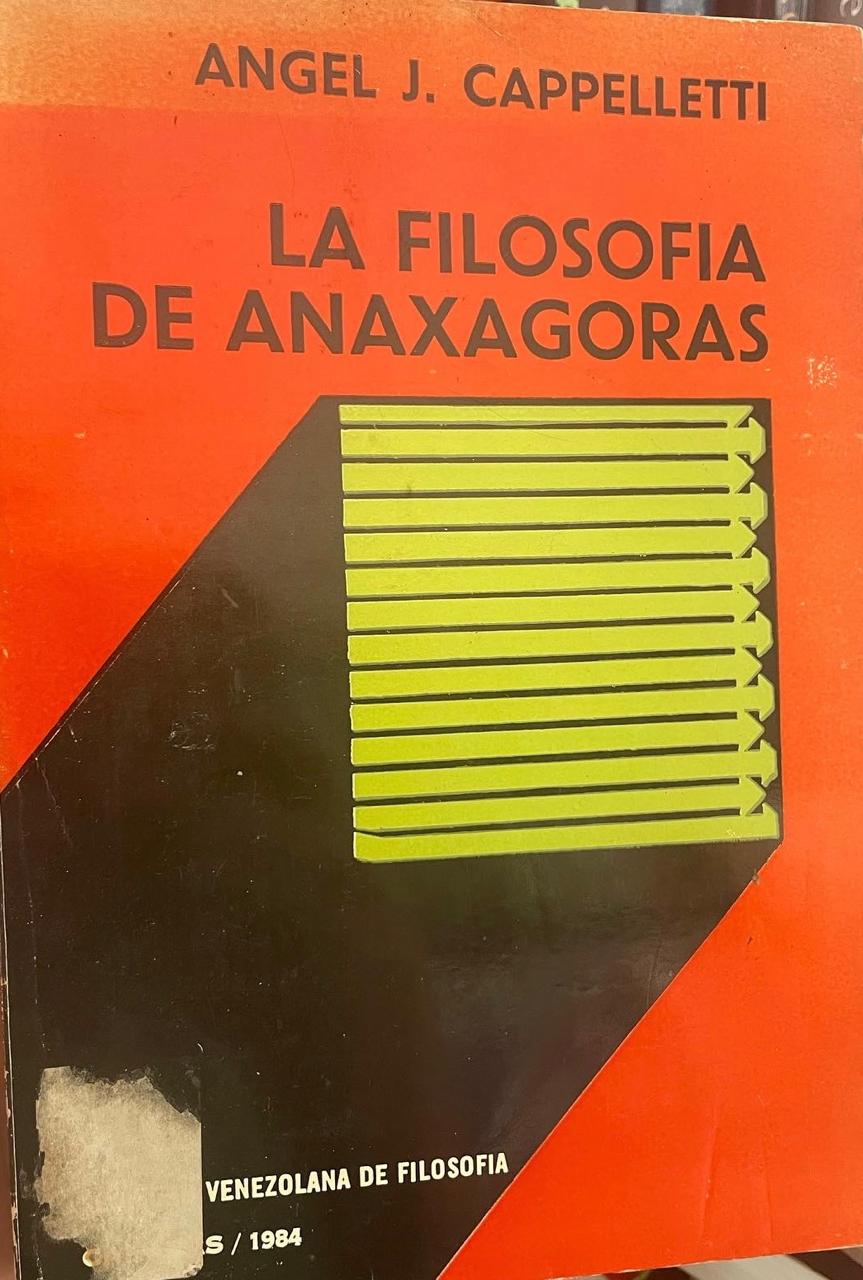 ANGEL J. CAPPELLETTI
LA FILOSOFIA
DE ANAXAGORAS
VENEZOLANA DE FILOSOFIA
/ 1984